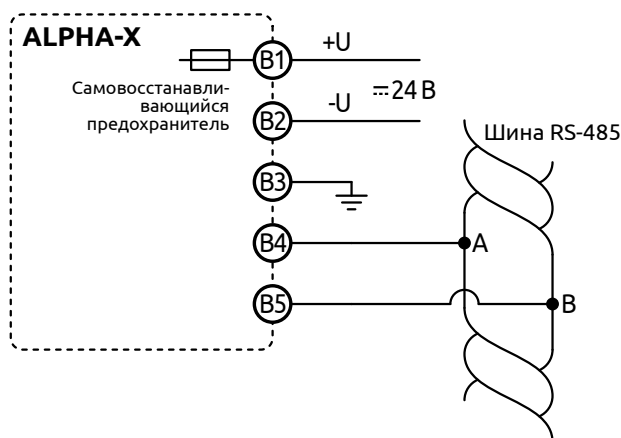 ALPHA-X
B1
+U
Самовосстанавли-
вающийся
предохранитель
B2
-U
⎓24 В
Шина RS-485
B3
B4
A
B5
B